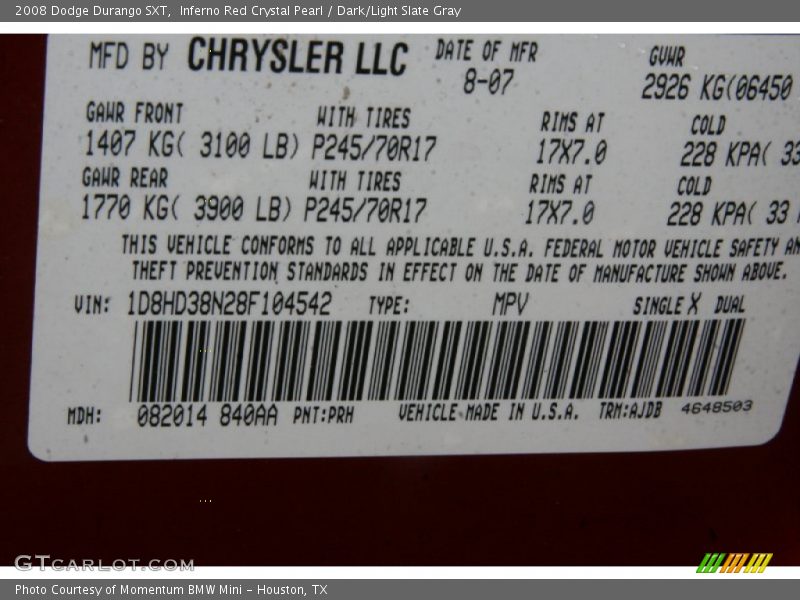 2008 Dodge Durango SXT,  Inferno Red Crystal Pearl / Dark/Light Slate Gray
MFD BY CHRYSLER LLC DATE OF MFR GVWR
8-07 2926 KG(06450
GAWR FRONT WITH TIRES RIMS AT COLD
1407 KG( 3100 LB) P245/70R17 17X7.0 228 KPA( 33
GAWR REAR WITH TIRES RIMS AT COLD
1770 KG( 3900 LB) P245/70R17 17X7.0 228 KPA( 33
THIS VEHICLE CONFORMS TO ALL APPLICABLE U.S.A. FEDERAL MOTOR VEHICLE SAFETY AN
THEFT PREVENTION STANDARDS IN EFFECT ON THE DATE OF MANUFACTURE SHOWN ABOVE.
VIN: 1D8HD38N28F104542 TYPE: MPV SINGLE X DUAL
MDH: 082014 840AA PNT:PRH VEHICLE MADE IN U.S.A. TRM:AJDB 4648503
GTCARLOT.COM
Photo Courtesy of Momentum BMW Mini - Houston, TX